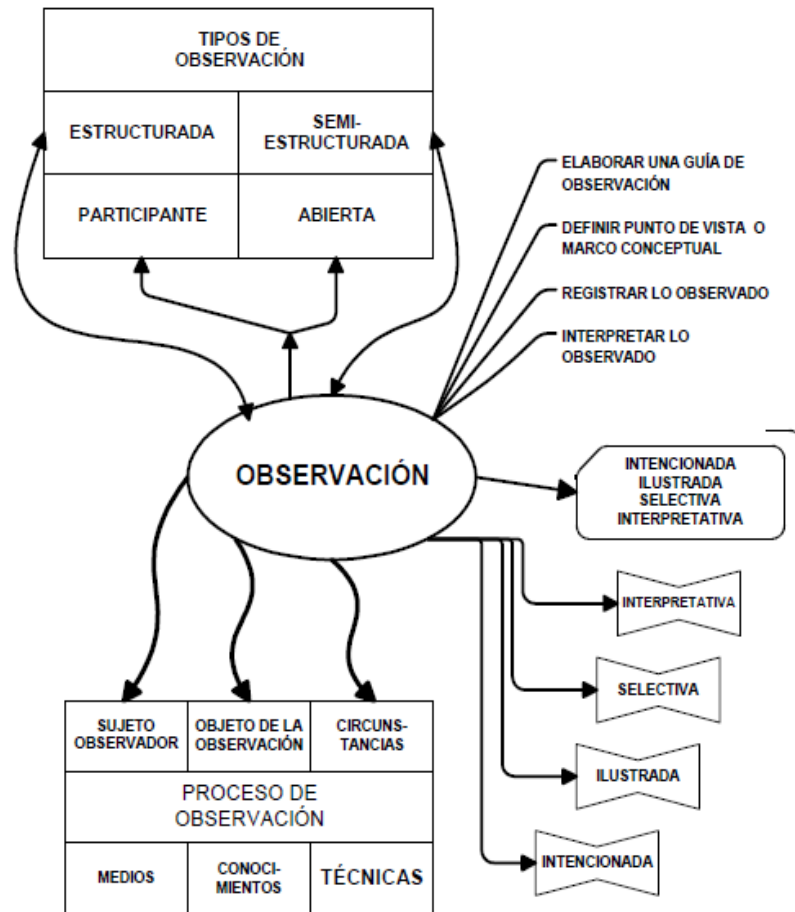 TIPOS DE
OBSERVACIÓN
ESTRUCTURADA
SEMI-
ESTRUCTURADA
PARTICIPANTE
ABIERTA
ELABORAR UNA GUÍA DE
OBSERVACIÓN
DEFINIR PUNTO DE VISTA O
MARCO CONCEPTUAL
REGISTRAR LO OBSERVADO
INTERPRETAR LO
OBSERVADO
OBSERVACIÓN
INTENCIONADA
ILUSTRADA
SELECTIVA
INTERPRETATIVA
INTERPRETATIVA
SELECTIVA
ILUSTRADA
INTENCIONADA
SUJETO
OBSERVADOR
OBJETO DE LA
OBSERVACIÓN
CIRCUNS-
TANCIAS
PROCESO DE
OBSERVACIÓN
MEDIOS
CONOCI-
MIENTOS
TÉCNICAS